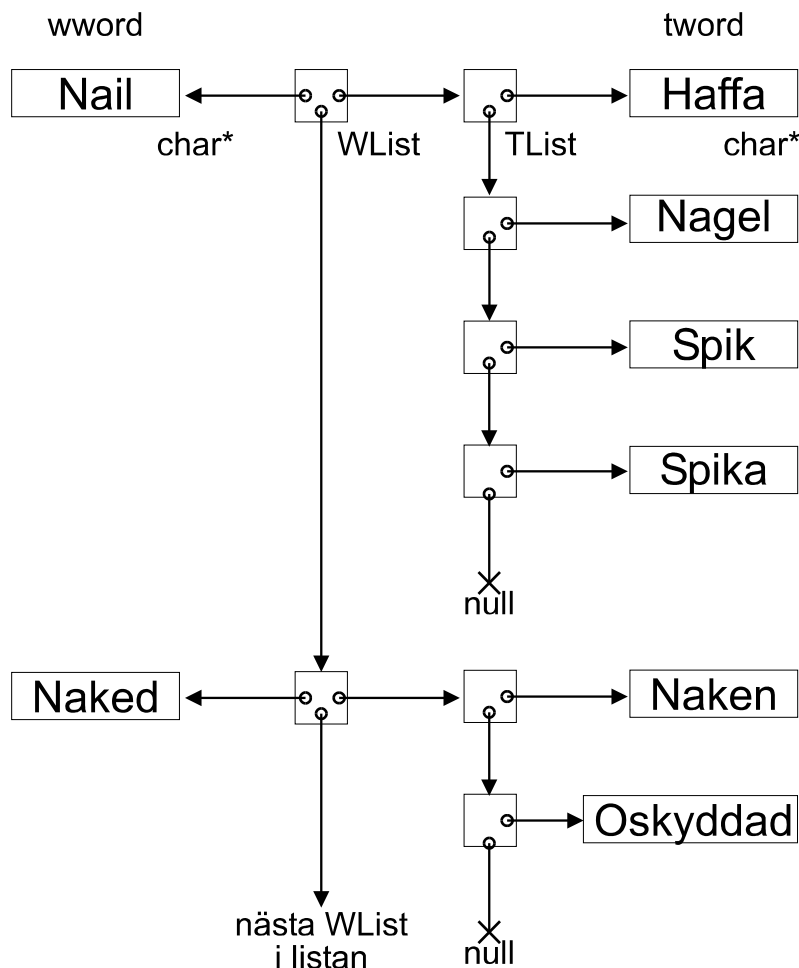 wword
tword
Nail
Haffa
char*
WList
TList
char*
Nagel
Spik
Spika
null
Naked
Naken
Oskyddad
nästa WList
i listan
null